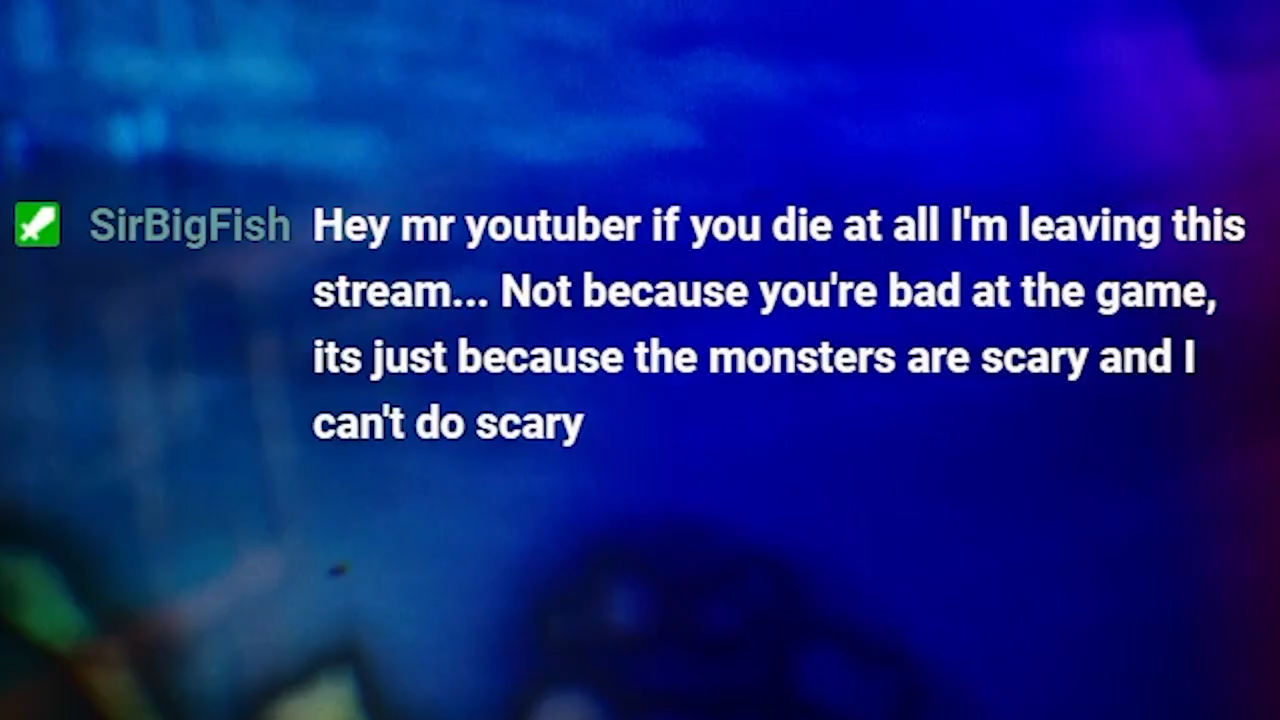 SirBigFish Hey mr youtuber if you die at all I'm leaving this
stream... Not because you're bad at the game,
its just because the monsters are scary and I
can't do scary